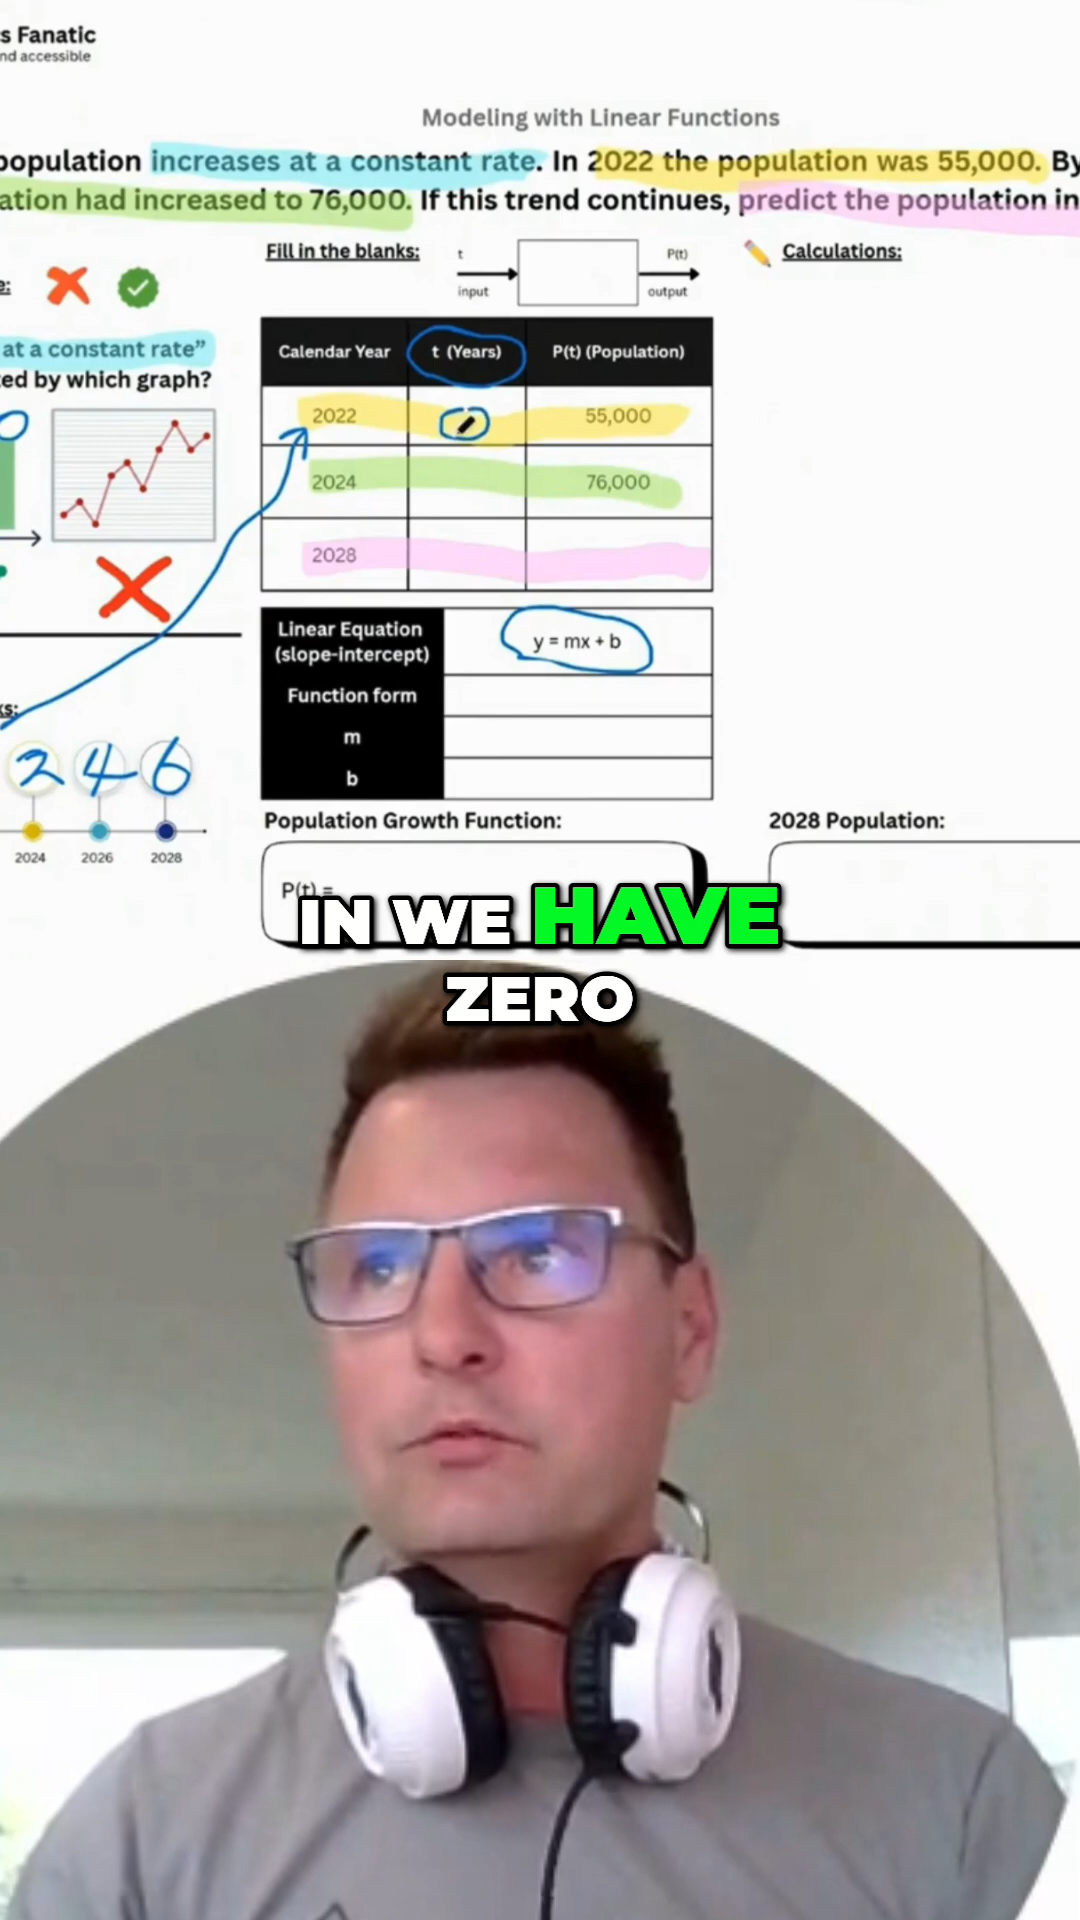 s Fanatic
nd accessible
Modeling with Linear Functions
population increases at a constant rate. In 2022 the population was 55,000. By
ation had increased to 76,000. If this trend continues, predict the population in
Fill in the blanks:
t
input
P(t)
output
Calculations:
at a constant rate”
ed by which graph?
Calendar Year t (Years) P(t) (Population)
2022 55,000
2024 76,000
2028
Linear Equation
(slope-intercept)
y = mx + b
Function form
m
b
ks:
2 4 6
2024 2026 2028
Population Growth Function:
P(t) =
2028 Population:
IN WE HAVE
ZERO